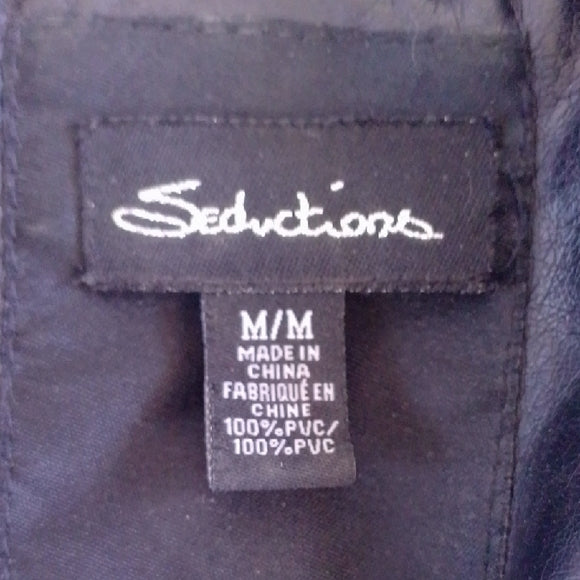 Seductions
M/M
MADE IN
CHINA
FABRIQUÉ EN
CHINE
100%PVC/
100%PVC